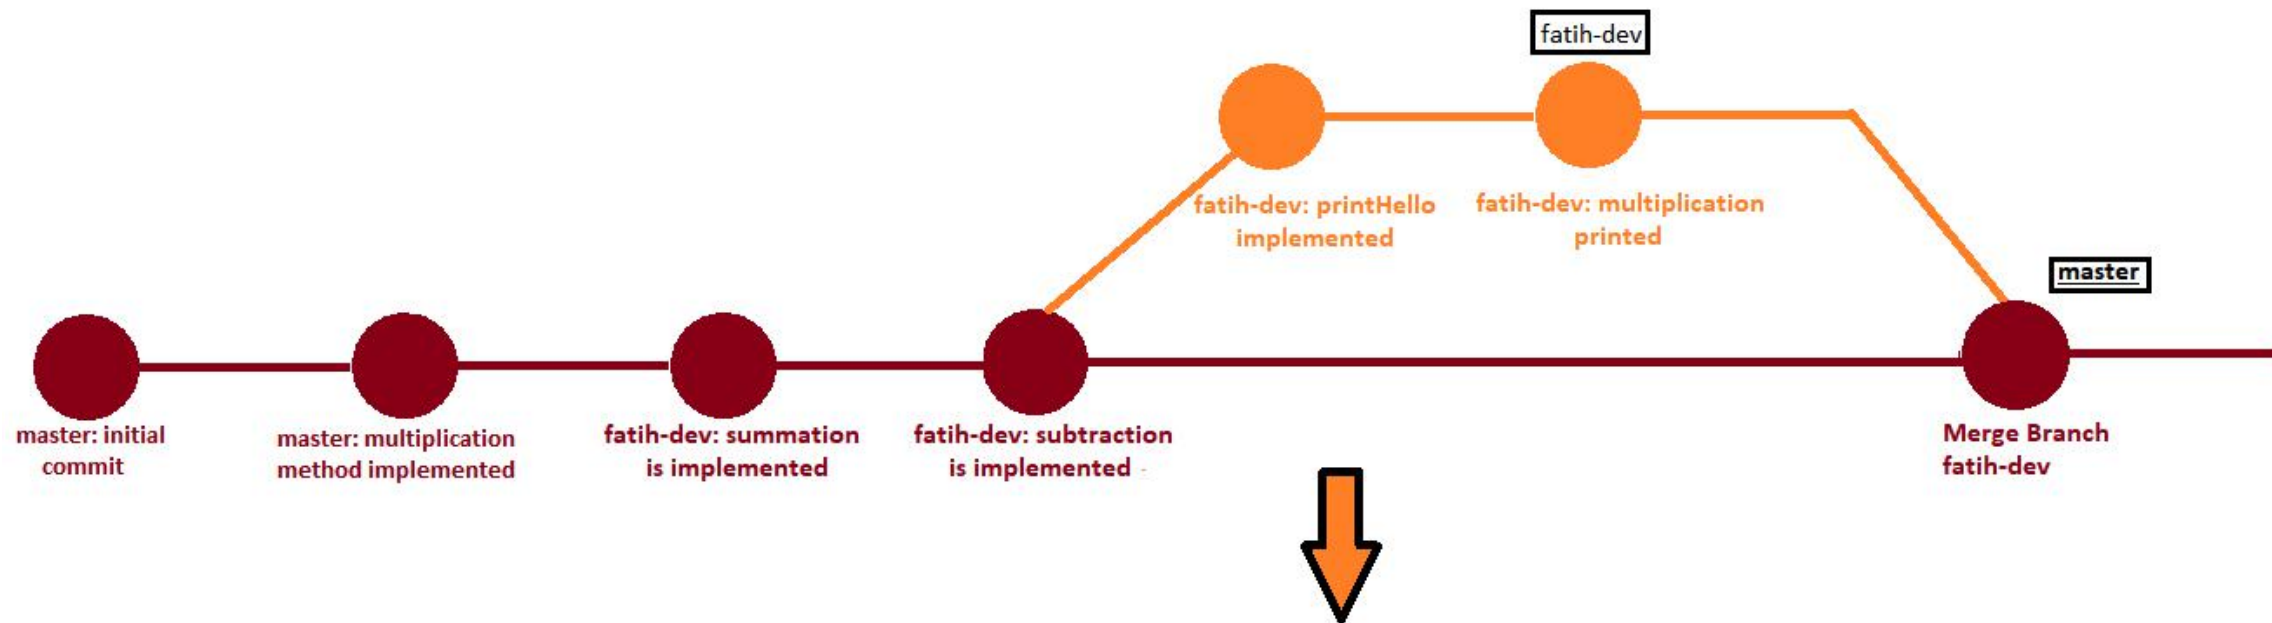 fatih-dev
fatih-dev: printHello
implemented
fatih-dev: multiplication
printed
master
master: initial
commit
master: multiplication
method implemented
fatih-dev: summation
is implemented
fatih-dev: subtraction
is implemented
Merge Branch
fatih-dev